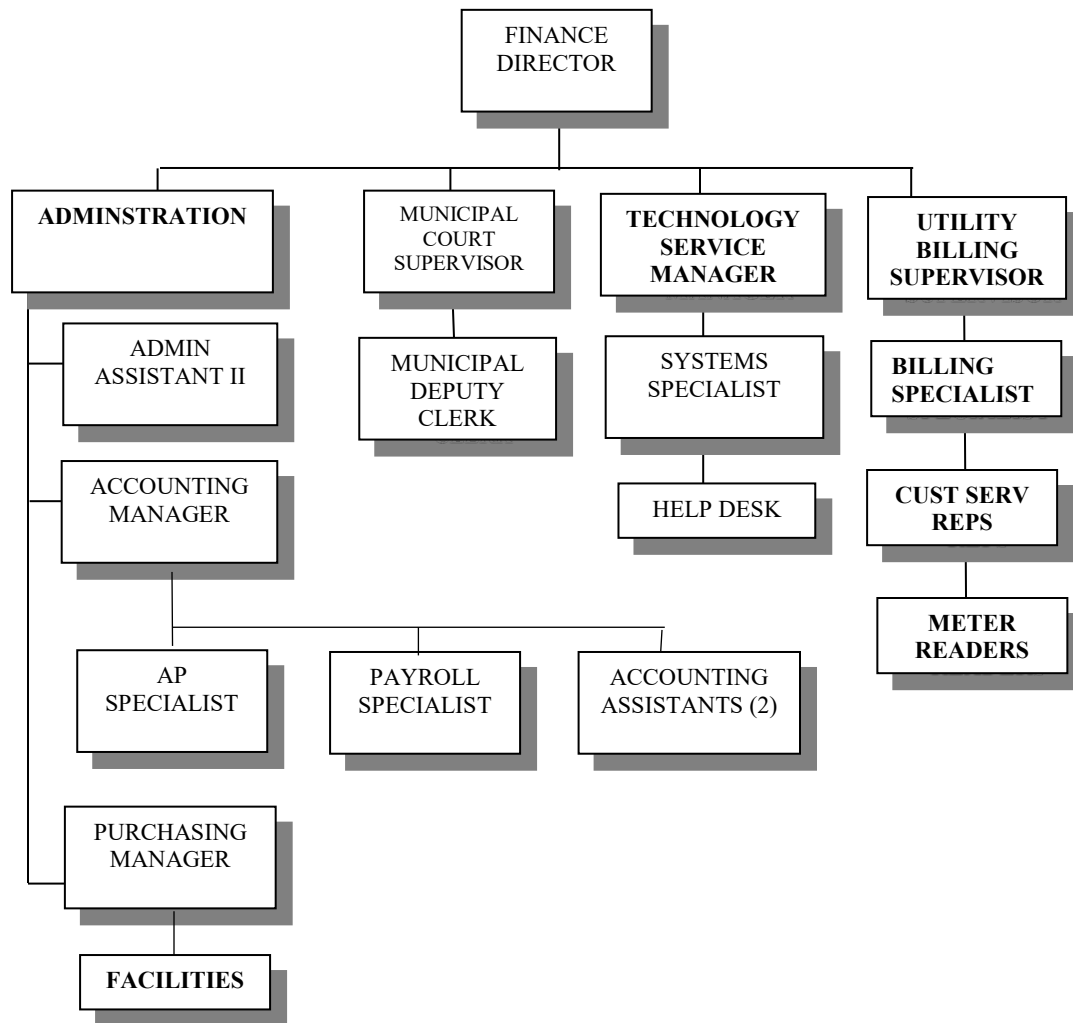 FINANCE
DIRECTOR
ADMINSTRATION
MUNICIPAL
COURT
SUPERVISOR
TECHNOLOGY
SERVICE
MANAGER
UTILITY
BILLING
SUPERVISOR
ADMIN
ASSISTANT II
MUNICIPAL
DEPUTY
CLERK
SYSTEMS
SPECIALIST
BILLING
SPECIALIST
ACCOUNTING
MANAGER
HELP DESK
CUST SERV
REPS
METER
READERS
AP
SPECIALIST
PAYROLL
SPECIALIST
ACCOUNTING
ASSISTANTS (2)
PURCHASING
MANAGER
FACILITIES